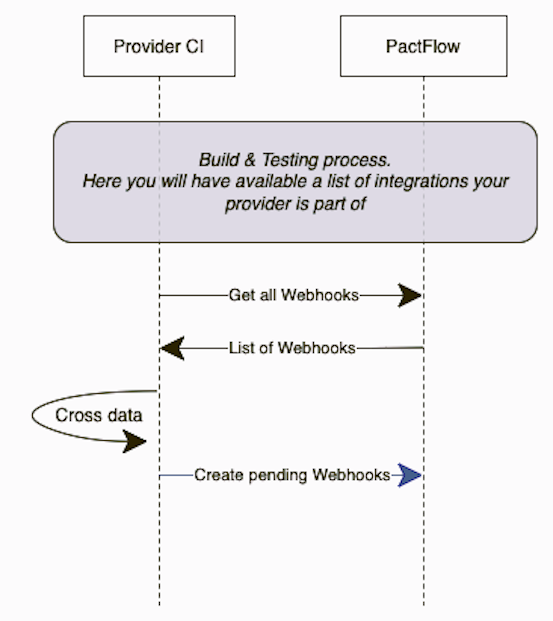 Provider CI
PactFlow
Build & Testing process.
Here you will have available a list of integrations your
provider is part of
Get all Webhooks
List of Webhooks
Cross data
Create pending Webhooks